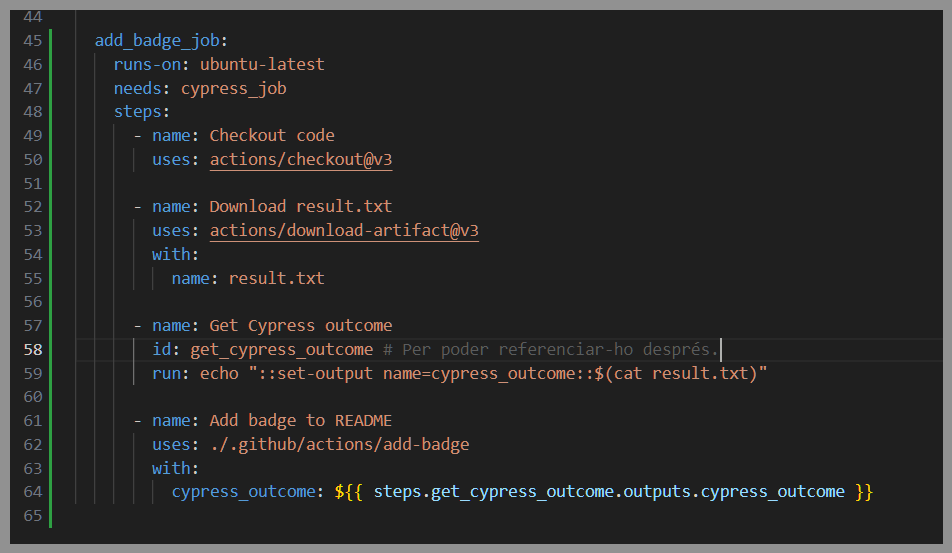 44
45 add_badge_job:
46 runs-on: ubuntu-latest
47 needs: cypress_job
48 steps:
49 - name: Checkout code
50 uses: actions/checkout@v3
51
52 - name: Download result.txt
53 uses: actions/download-artifact@v3
54 with:
55 name: result.txt
56
57 - name: Get Cypress outcome
58 id: get_cypress_outcome # Per poder referenciar-ho després.
59 run: echo "::set-output name=cypress_outcome::$(cat result.txt)"
60
61 - name: Add badge to README
62 uses: ./.github/actions/add-badge
63 with:
64 cypress_outcome: ${{ steps.get_cypress_outcome.outputs.cypress_outcome }}
65